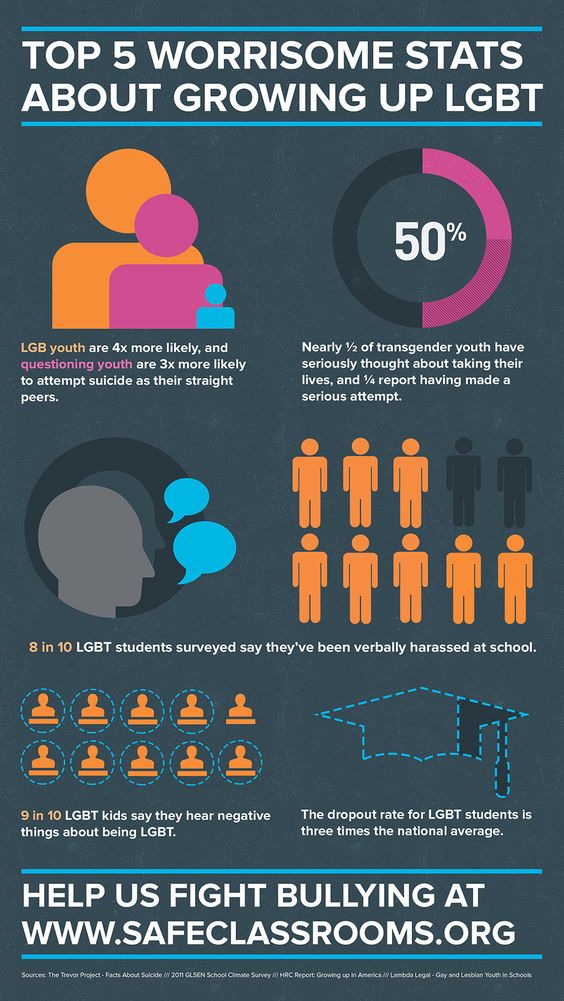 TOP 5 WORRISOME STATS
ABOUT GROWING UP LGBT
50%
LGB youth are 4x more likely, and
questioning youth are 3x more likely
to attempt suicide as their straight
peers.
Nearly ½ of transgender youth have
seriously thought about taking their
lives, and ¼ report having made a
serious attempt.
8 in 10 LGBT students surveyed say they've been verbally harassed at school.
9 in 10 LGBT kids say they hear negative
things about being LGBT.
The dropout rate for LGBT students is
three times the national average.
HELP US FIGHT BULLYING AT
WWW.SAFECLASSROOMS.ORG
Sources: The Trevor Project - Facts About Suicide /// 2011 GLSEN School Climate Survey /// HRC Report: Growing up in America /// Lambda Legal - Gay and Lesbian Youth in Schools